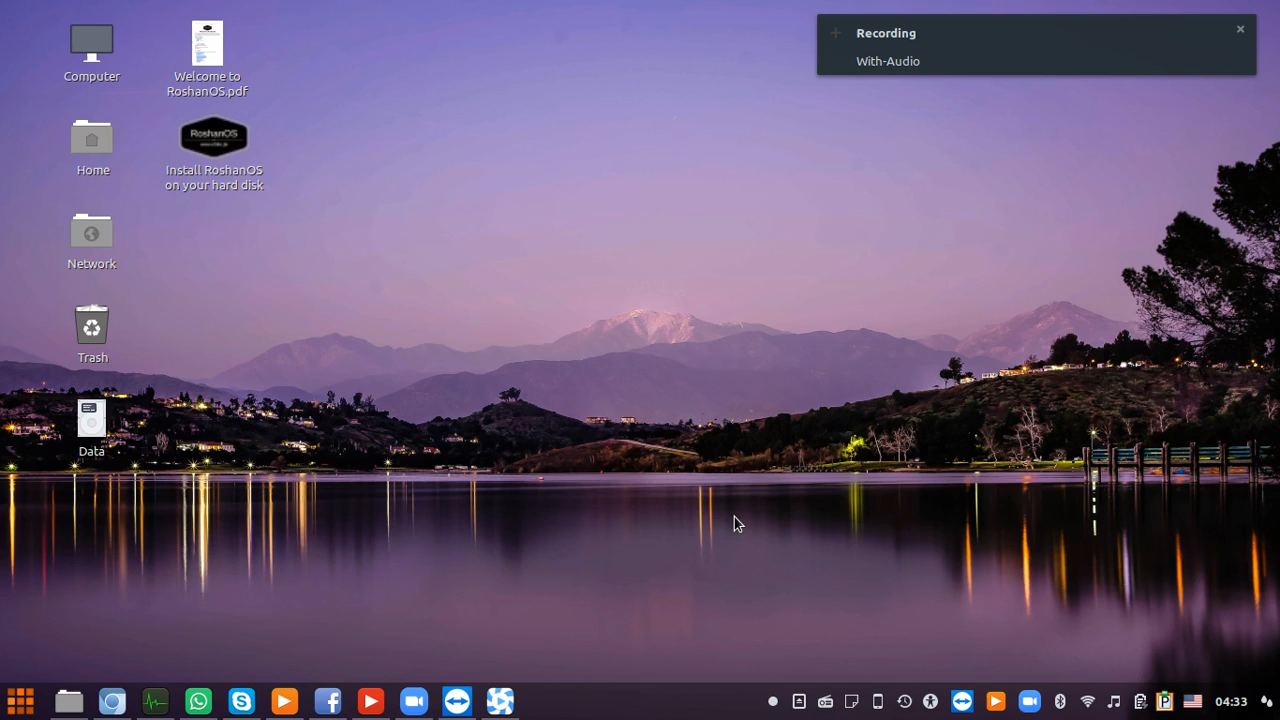 Computer
Welcome to
RoshanOS.pdf
Home
RoshanOS
Install RoshanOS
on your hard disk
Network
Trash
Data
Recording
With-Audio
04:33